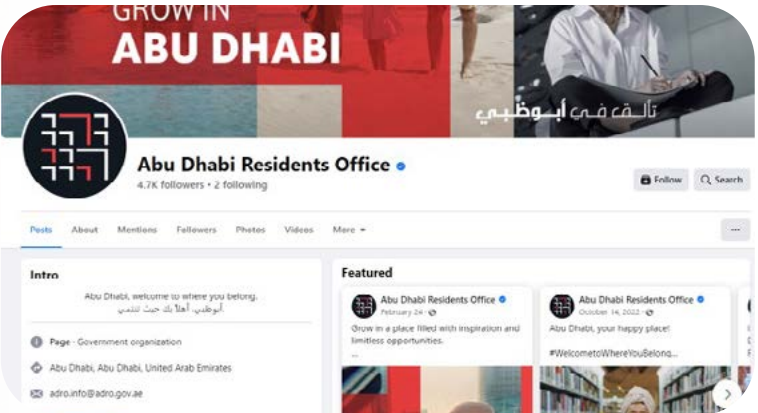 GROW IN
ABU DHABI
تألــق فـي أبــوظــبــي
Abu Dhabi Residents Office
4.7K followers • 2 following
Follow
Search
Posts
About
Mentions
Followers
Photos
Videos
More
Intro
Abu Dhabi, welcome to where you belong.
أبوظبي، أهلاً بك حيث تنتمي.
Page · Government organization
Abu Dhabi, Abu Dhabi, United Arab Emirates
adro.info@adro.gov.ae
Featured
Abu Dhabi Residents Office
February 24 ·
Grow in a place filled with inspiration and
limitless opportunities.
...
Abu Dhabi Residents Office
October 14, 2022 ·
Abu Dhabi, your happy place!
#WelcometoWhereYouBelong...